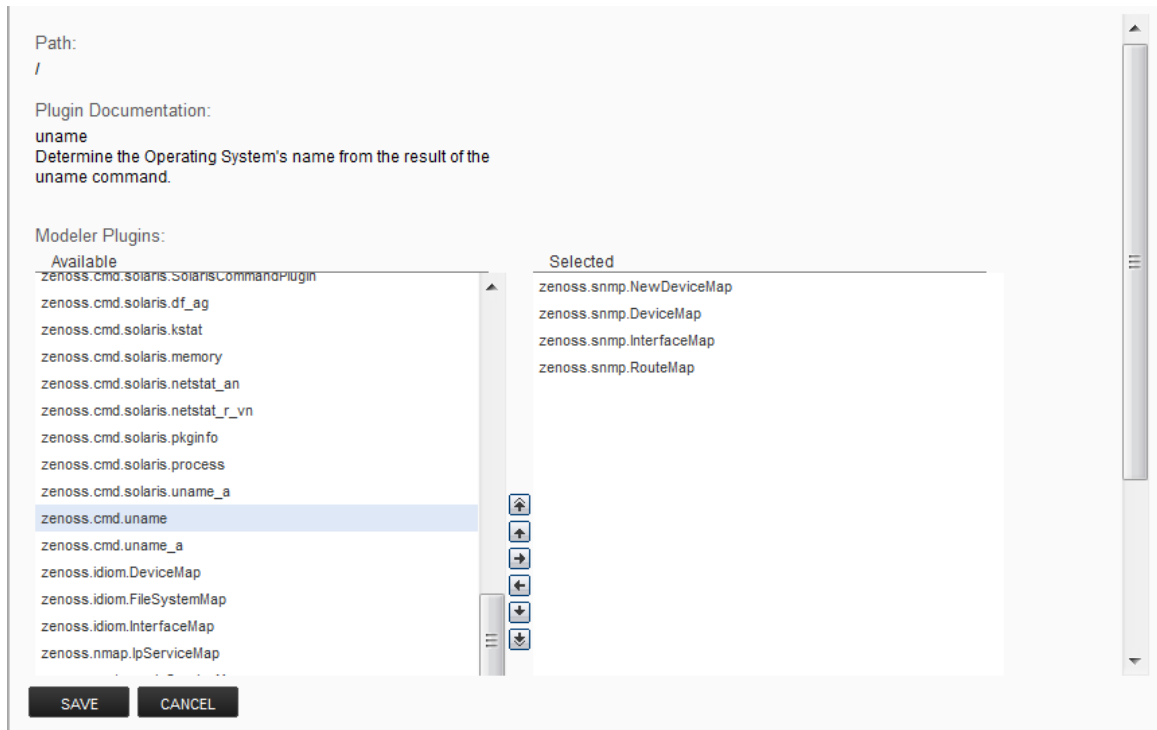 Path:
/
Plugin Documentation:
uname
Determine the Operating System's name from the result of the
uname command.
Modeler Plugins:
Available
zenoss.cmd.solaris.SolarisCommandPlugin
zenoss.cmd.solaris.df_ag
zenoss.cmd.solaris.kstat
zenoss.cmd.solaris.memory
zenoss.cmd.solaris.netstat_an
zenoss.cmd.solaris.netstat_r_vn
zenoss.cmd.solaris.pkginfo
zenoss.cmd.solaris.process
zenoss.cmd.solaris.uname_a
zenoss.cmd.uname
zenoss.cmd.uname_a
zenoss.idiom.DeviceMap
zenoss.idiom.FileSystemMap
zenoss.idiom.InterfaceMap
zenoss.nmap.IpServiceMap
Selected
zenoss.snmp.NewDeviceMap
zenoss.snmp.DeviceMap
zenoss.snmp.InterfaceMap
zenoss.snmp.RouteMap
SAVE
CANCEL